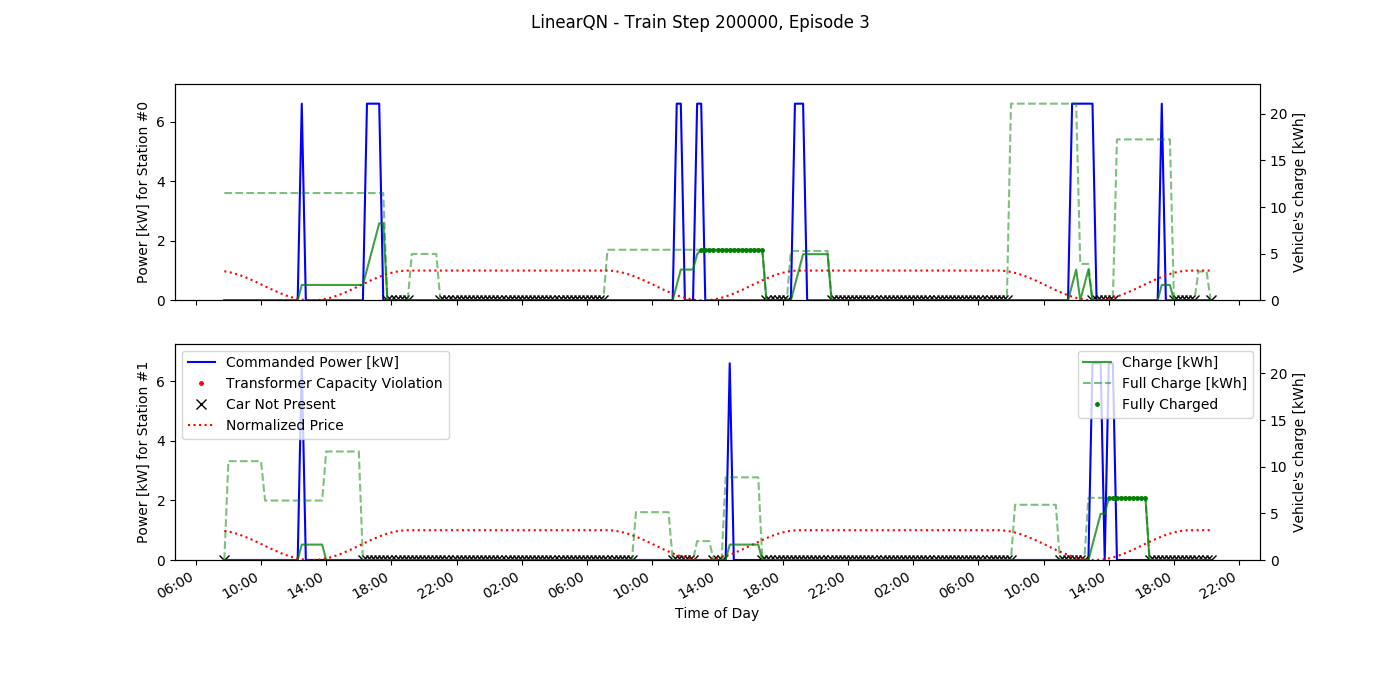 LinearQN - Train Step 200000, Episode 3
Power [kW] for Station #0
6
4
2
0
20
15
10
5
0
Vehicle's charge [kWh]
Power [kW] for Station #1
6
4
2
0
Commanded Power [kW]
Transformer Capacity Violation
Car Not Present
Normalized Price
Charge [kWh]
Full Charge [kWh]
Fully Charged
20
15
10
5
0
Vehicle's charge [kWh]
06:00 10:00 14:00 18:00 22:00 02:00 06:00 10:00 14:00 18:00 22:00 02:00 06:00 10:00 14:00 18:00 22:00
Time of Day